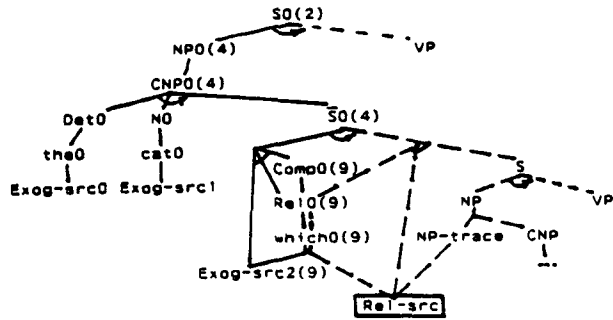 S0(2)
NP0(4) VP
CNP0(4)
Det0 N0 S̅0(4)
the0 cat0 Comp0(9) S
Exog-src0 Exog-src1 Rel0(9) NP VP
which0(9) NP-trace CNP
Exog-src2(9) ...
Rel-src